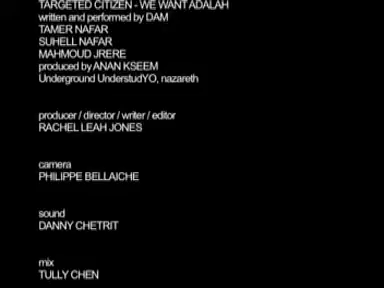 TARGETED CITIZEN - WE WANT ADALAH
written and performed by DAM
TAMER NAFAR
SUHELL NAFAR
MAHMOUD JRERE
produced by ANAN KSEEM
Underground UnderstudYO, nazareth
producer / director / writer / editor
RACHEL LEAH JONES
camera
PHILIPPE BELLAICHE
sound
DANNY CHETRIT
mix
TULLY CHEN